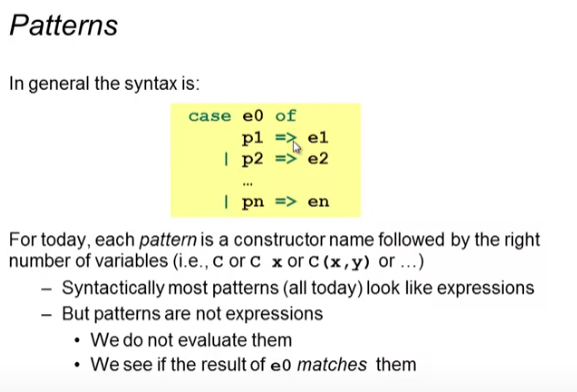 Patterns
In general the syntax is:
case e0 of
p1 => e1
| p2 => e2
…
| pn => en
For today, each pattern is a constructor name followed by the right
number of variables (i.e., C or C x or C(x,y) or …)
– Syntactically most patterns (all today) look like expressions
– But patterns are not expressions
• We do not evaluate them
• We see if the result of e0 matches them